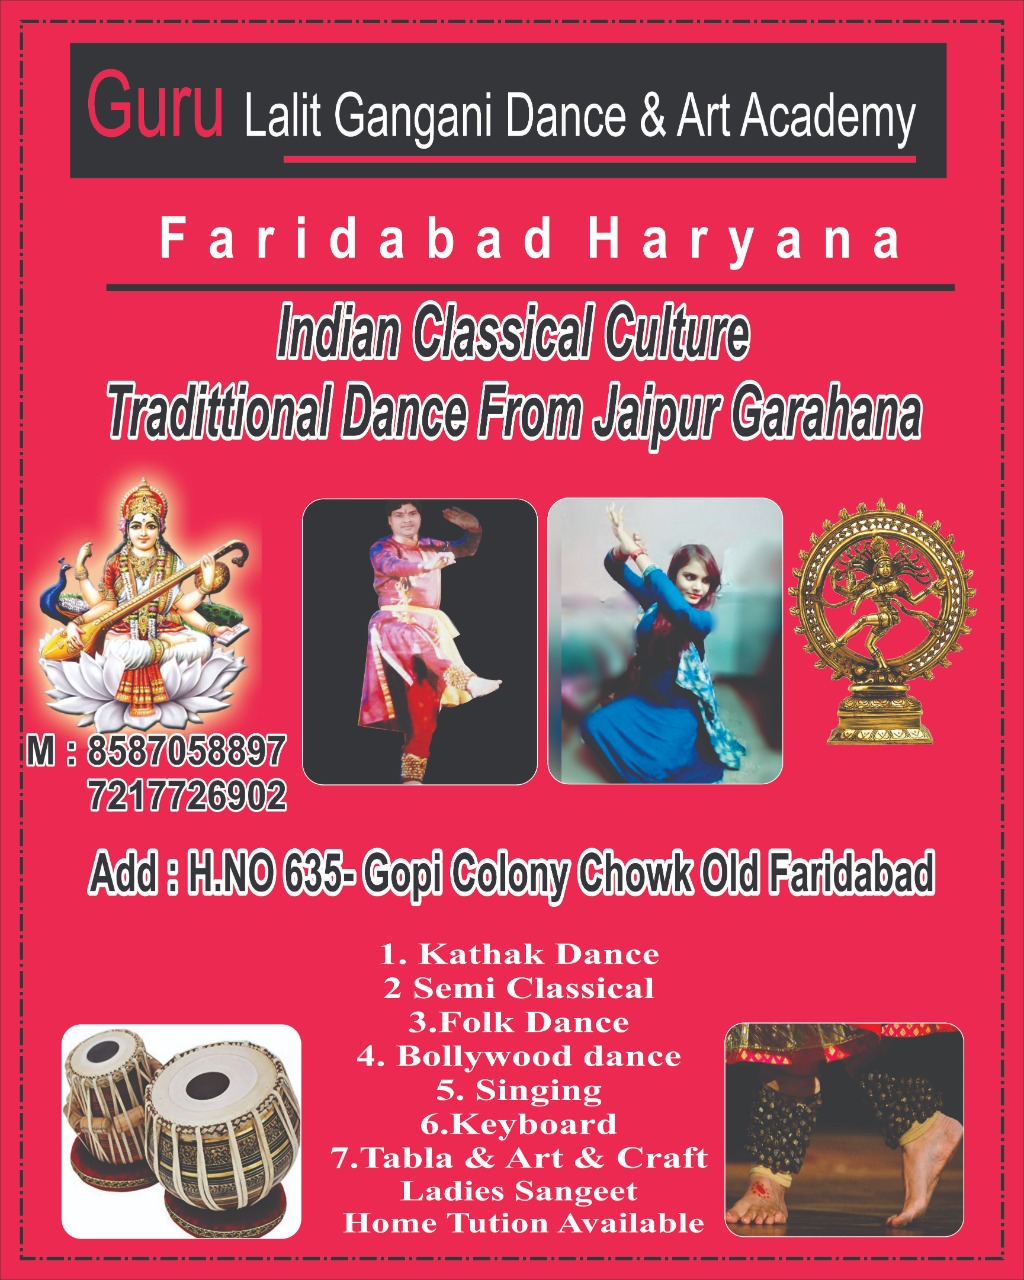 Guru Lalit Gangani Dance & Art Academy
Faridabad Haryana
Indian Classical Culture
Tradittional Dance From Jaipur Garahana
M : 8587058897
7217726902
Add : H.NO 635- Gopi Colony Chowk Old Faridabad
1. Kathak Dance
2 Semi Classical
3.Folk Dance
4. Bollywood dance
5. Singing
6.Keyboard
7.Tabla & Art & Craft
Ladies Sangeet
Home Tution Available